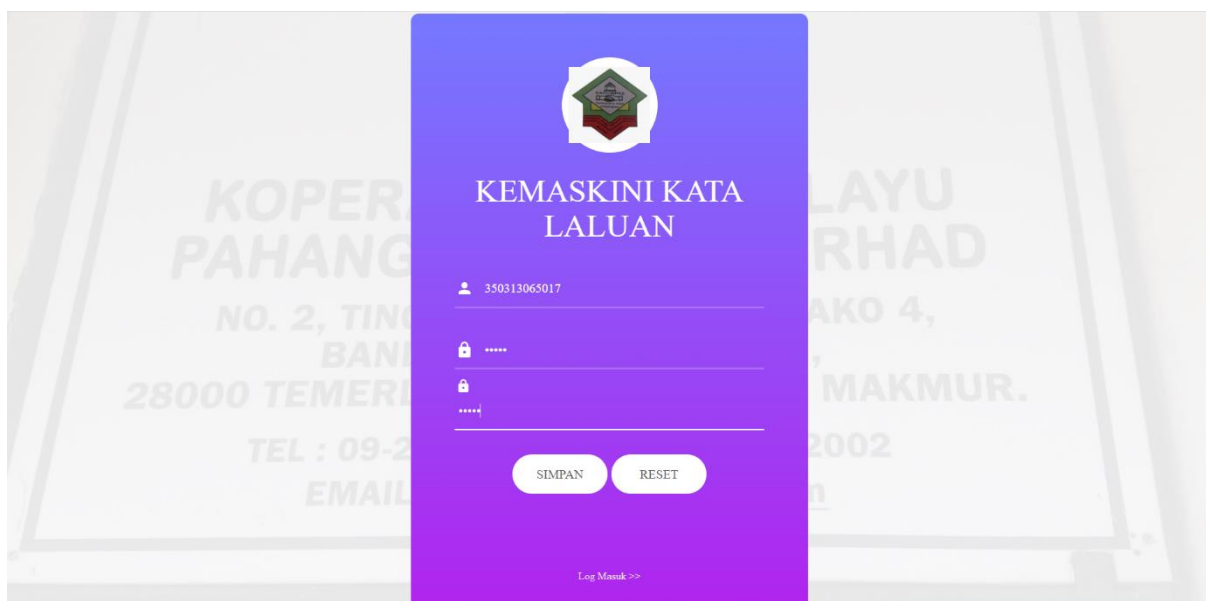 KEMASKINI KATA
LALUAN
350313065017
•••••
•••••
SIMPAN
RESET
Log Masuk >>
KOPER
LAYU
PAHANG
RHAD
NO. 2, TING
AKO 4,
BAN
28000 TEMERL
MAKMUR.
TEL : 09-2
2002
EMAIL